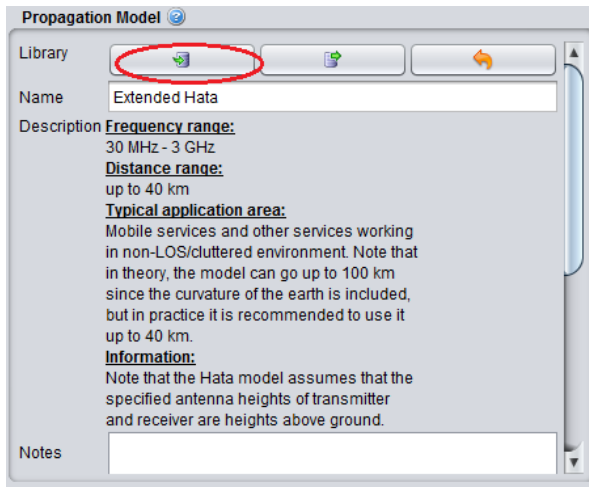 Propagation Model
Library
Name Extended Hata
Description Frequency range:
30 MHz - 3 GHz
Distance range:
up to 40 km
Typical application area:
Mobile services and other services working
in non-LOS/cluttered environment. Note that
in theory, the model can go up to 100 km
since the curvature of the earth is included,
but in practice it is recommended to use it
up to 40 km.
Information:
Note that the Hata model assumes that the
specified antenna heights of transmitter
and receiver are heights above ground.
Notes